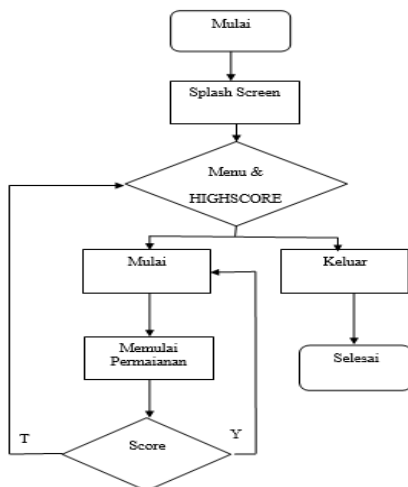 Mulai
Splash Screen
Menu &
HIGHSCORE
Mulai
Keluar
Memulai
Permaianan
Selesai
T
Score
Y